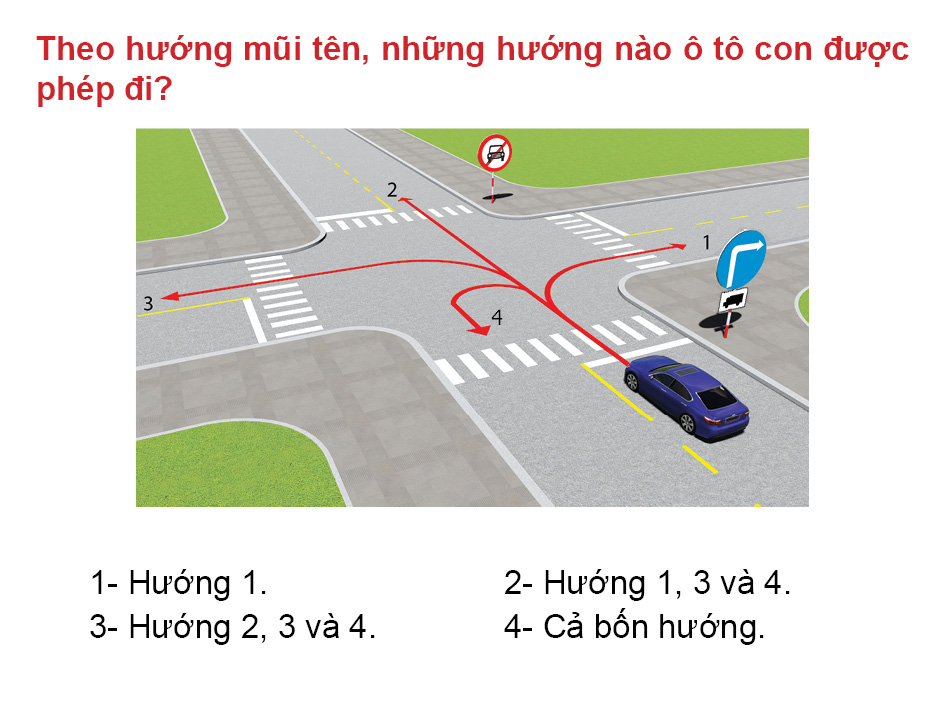 Theo hướng mũi tên, những hướng nào ô tô con được
phép đi?
2
1
3
4
1- Hướng 1.
2- Hướng 1, 3 và 4.
3- Hướng 2, 3 và 4.
4- Cả bốn hướng.